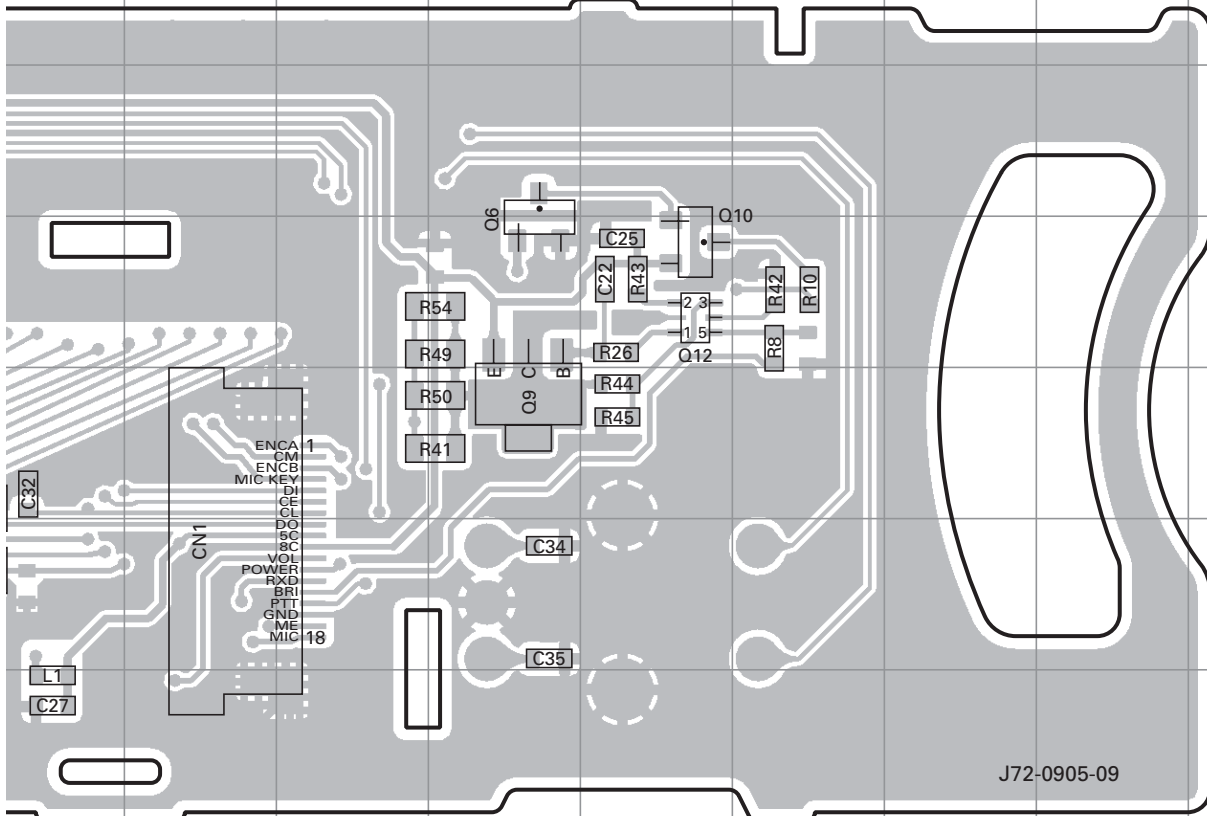 Q6
Q10
C25
C22
R43
R42
R10
R54
2 3
1 5
Q12
R8
R49
R26
E
C
B
R50
Q9
R44
R45
R41
ENCA 1
CM
ENCB
MIC KEY
DI
CE
CL
DO
5C
8C
VOL
POWER
RXD
BRI
PTT
GND
ME
MIC 18
CN1
C32
C34
C35
L1
C27
J72-0905-09